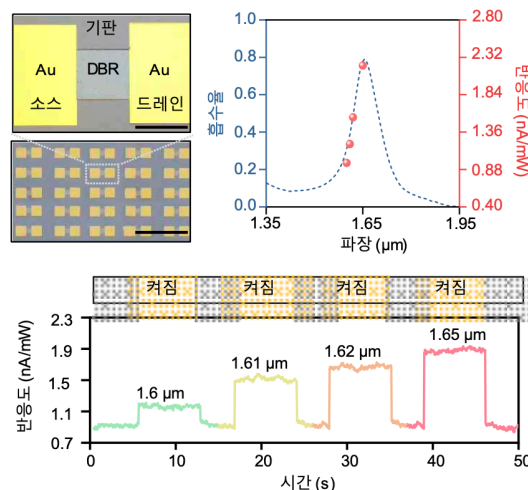 기판
Au
DBR
Au
소스
드레인
흡수율
1.0
0.8
0.6
0.4
0.2
0.0
1.35
1.65
1.95
파장 (μm)
2.80
2.32
1.84
1.36
0.88
0.40
반응도 (nA/mW)
켜짐
켜짐
켜짐
켜짐
반응도 (nA/mW)
2.3
1.9
1.5
1.1
0.7
1.6 μm
1.61 μm
1.62 μm
1.65 μm
0
10
20
30
40
50
시간 (s)